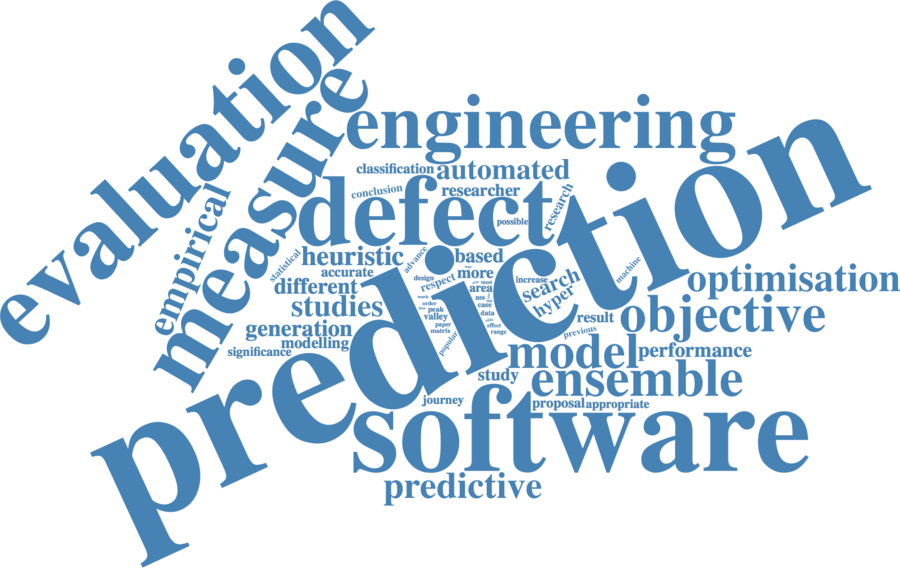 evaluation
measure
engineering
classification
automated
conclusion
researcher
defect
possible
research
prediction
empirical
statistical
heuristic
advance
based
accurate
more
machine
different
design
respect
area
increase
search
hyper
optimisation
studies
work
order
peak
valley
paper
matrix
case
data
effect
range
result
objective
previous
generation
modelling
significance
popular
model
performance
study
ensemble
journey
proposal
appropriate
software
predictive